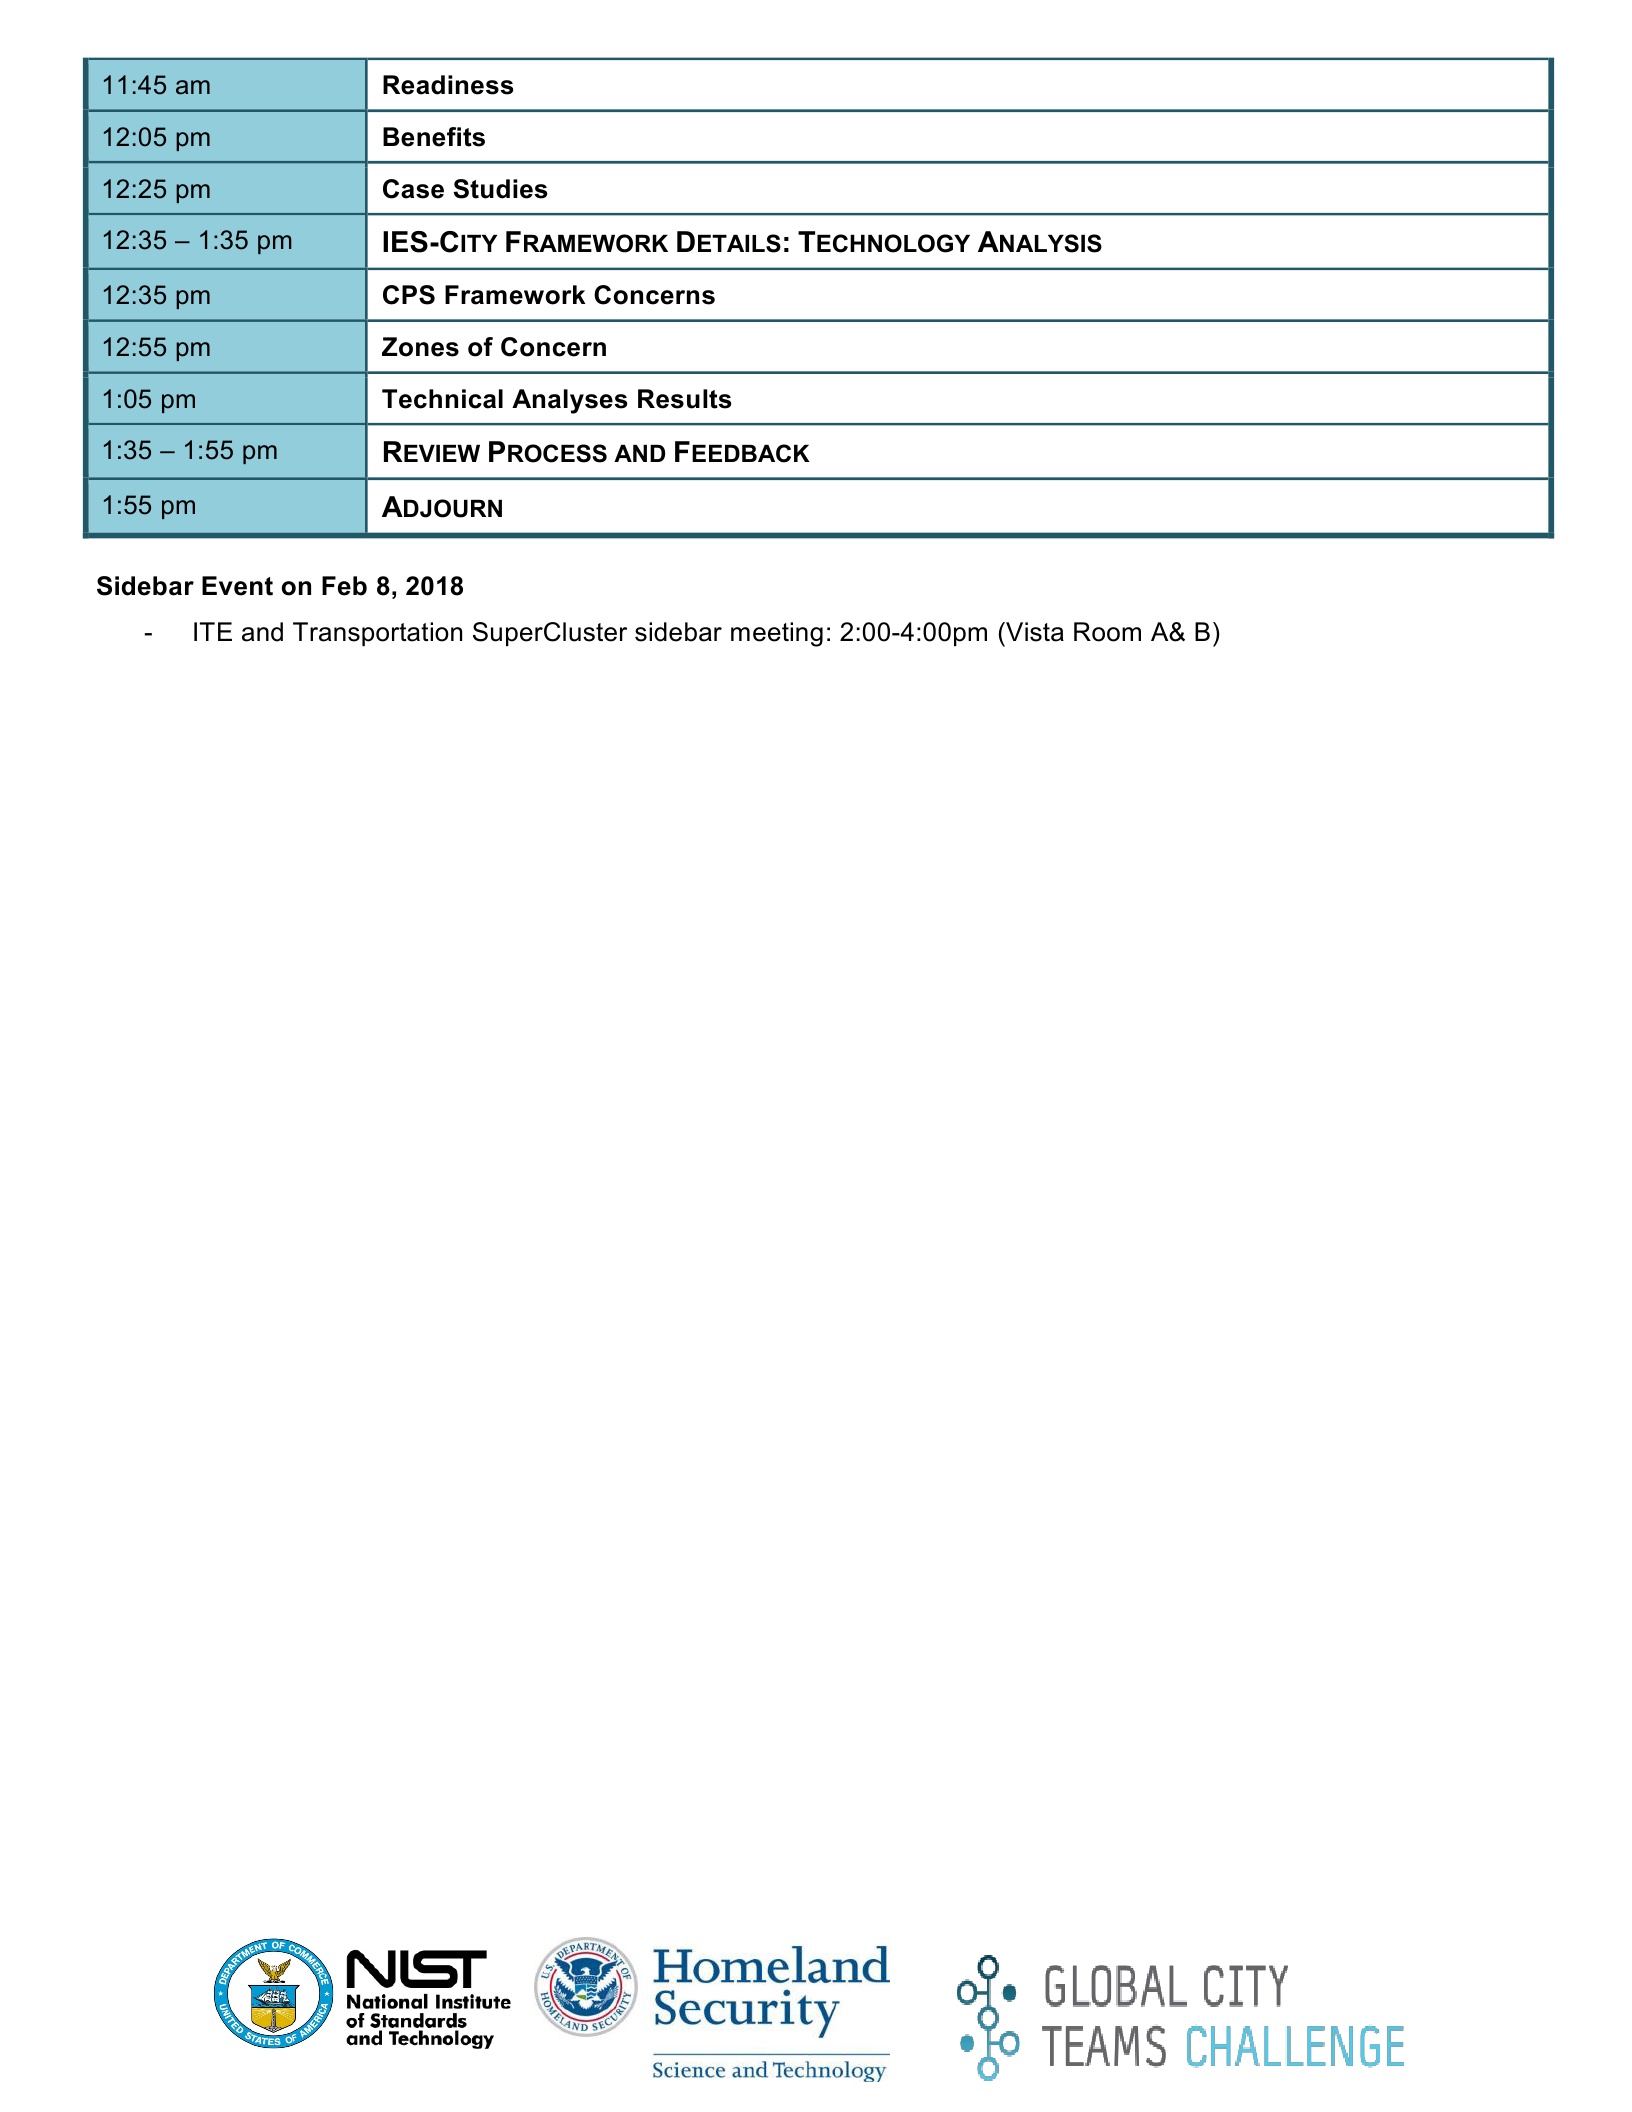 11:45 am Readiness
12:05 pm Benefits
12:25 pm Case Studies
12:35 – 1:35 pm IES-CITY FRAMEWORK DETAILS: TECHNOLOGY ANALYSIS
12:35 pm CPS Framework Concerns
12:55 pm Zones of Concern
1:05 pm Technical Analyses Results
1:35 – 1:55 pm REVIEW PROCESS AND FEEDBACK
1:55 pm ADJOURN
Sidebar Event on Feb 8, 2018
- ITE and Transportation SuperCluster sidebar meeting: 2:00-4:00pm (Vista Room A& B)
DEPARTMENT OF COMMERCE
UNITED STATES OF AMERICA
NIST
National Institute
of Standards
and Technology
U.S. DEPARTMENT OF
HOMELAND SECURITY
Homeland
Security
Science and Technology
GLOBAL CITY
TEAMS CHALLENGE